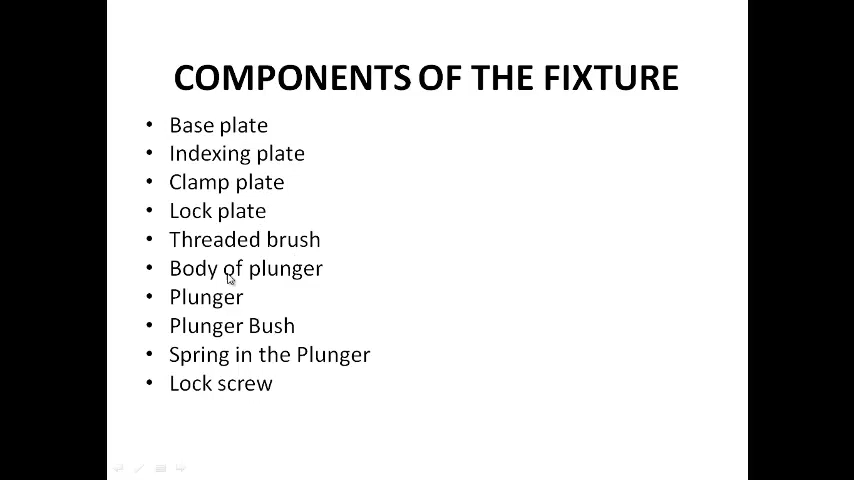 COMPONENTS OF THE FIXTURE
• Base plate
• Indexing plate
• Clamp plate
• Lock plate
• Threaded brush
• Body of plunger
• Plunger
• Plunger Bush
• Spring in the Plunger
• Lock screw